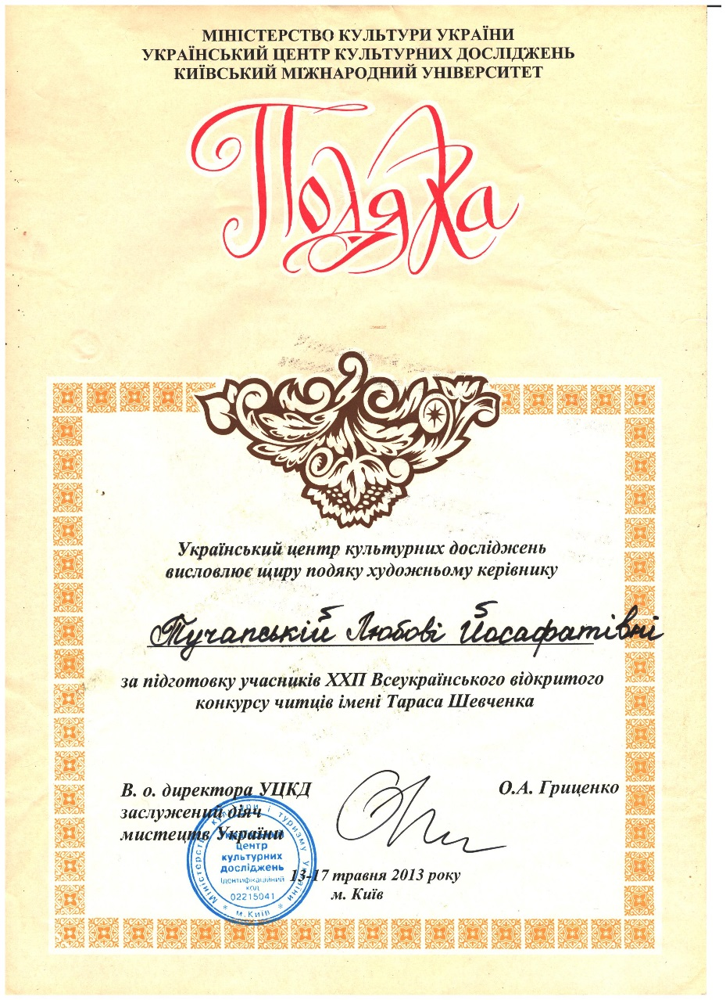 МІНІСТЕРСТВО КУЛЬТУРИ УКРАЇНИ
УКРАЇНСЬКИЙ ЦЕНТР КУЛЬТУРНИХ ДОСЛІДЖЕНЬ
КИЇВСЬКИЙ МІЖНАРОДНИЙ УНІВЕРСИТЕТ
Подяка
Український центр культурних досліджень
висловлює щиру подяку художньому керівнику
Тучапській Любові Йосафатівні
за підготовку учасників ХХП Всеукраїнського відкритого
конкурсу читців імені Тараса Шевченка
В. о. директора УЦКД
заслужений діяч
мистецтв України
О.А. Гриценко
Міністерство культури і туризму України
центр
культурних
досліджень
Ідентифікаційний
код
02215041
м.Київ
13-17 травня 2013 року
м. Київ